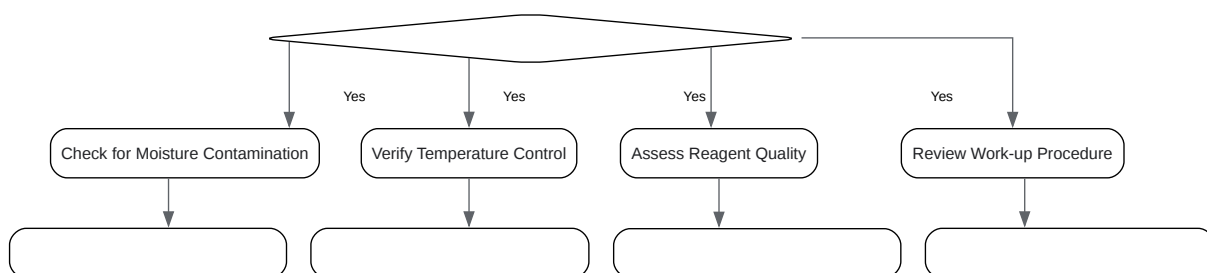 Yes
Yes
Yes
Yes
Check for Moisture Contamination
Verify Temperature Control
Assess Reagent Quality
Review Work-up Procedure